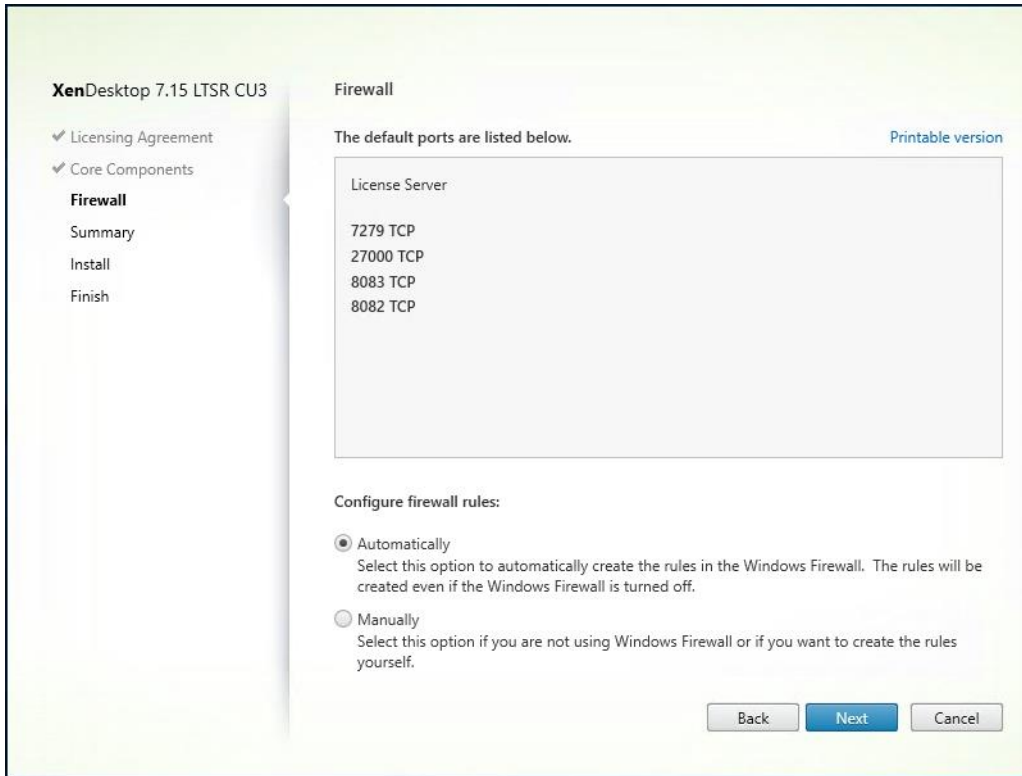 XenDesktop 7.15 LTSR CU3
Licensing Agreement
Core Components
Firewall
Summary
Install
Finish
Firewall
The default ports are listed below.
Printable version
License Server
7279 TCP
27000 TCP
8083 TCP
8082 TCP
Configure firewall rules:
Automatically
Select this option to automatically create the rules in the Windows Firewall.  The rules will be
created even if the Windows Firewall is turned off.
Manually
Select this option if you are not using Windows Firewall or if you want to create the rules
yourself.
Back
Next
Cancel